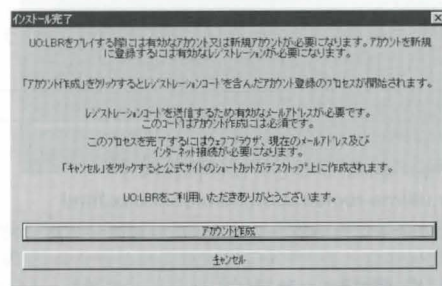 インストール完了
UO:LBRをプレイする際には有効なアカウント又は新規アカウントが必要になります。アカウントを新規
に登録するには有効なレジストレーションが必要になります。
「アカウント作成」をクリックするとレジストレーションコードを含んだアカウント登録のプロセスが開始されます。
レジストレーションコードを送信するため有効なメールアドレスが必要です。
このコードはアカウント作成には必須です。
このプロセスを完了するにはウェブブラウザ、現在のメールアドレス及び
インターネット接続が必要になります。
「キャンセル」をクリックすると公式サイトのショートカットがデスクトップ上に作成されます。
UO:LBRをご利用いただきありがとうございます。
アカウント作成
キャンセル